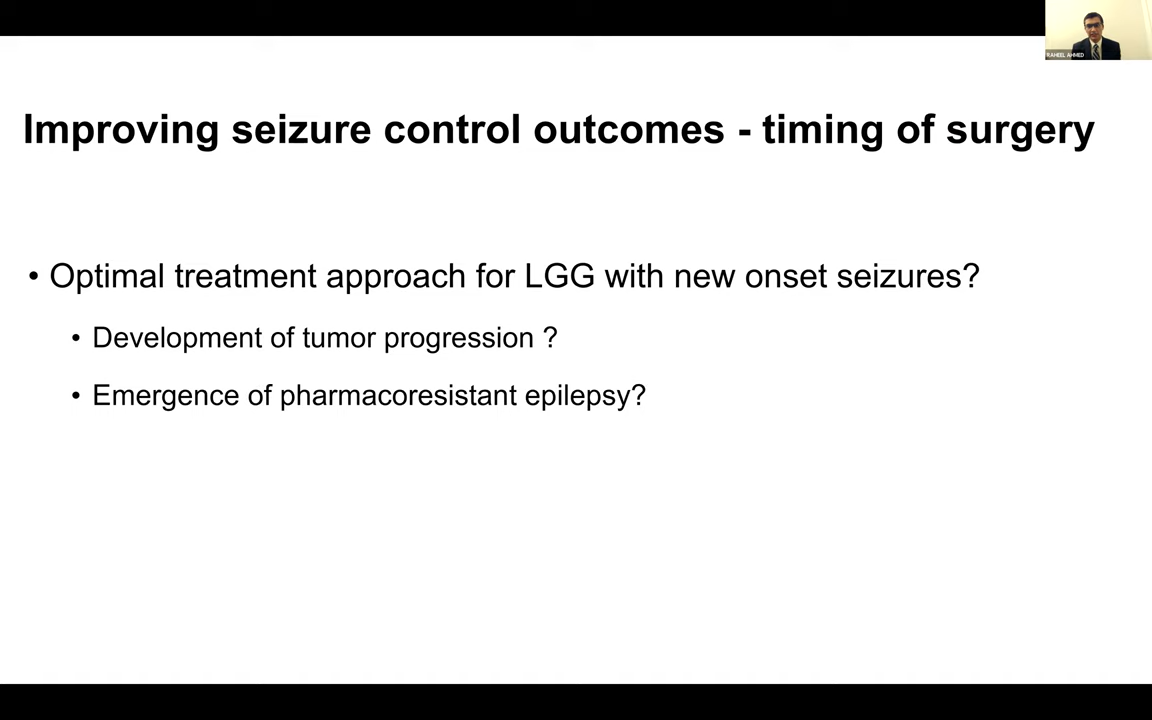 RAHEEL AHMED
Improving seizure control outcomes - timing of surgery
• Optimal treatment approach for LGG with new onset seizures?
• Development of tumor progression ?
• Emergence of pharmacoresistant epilepsy?